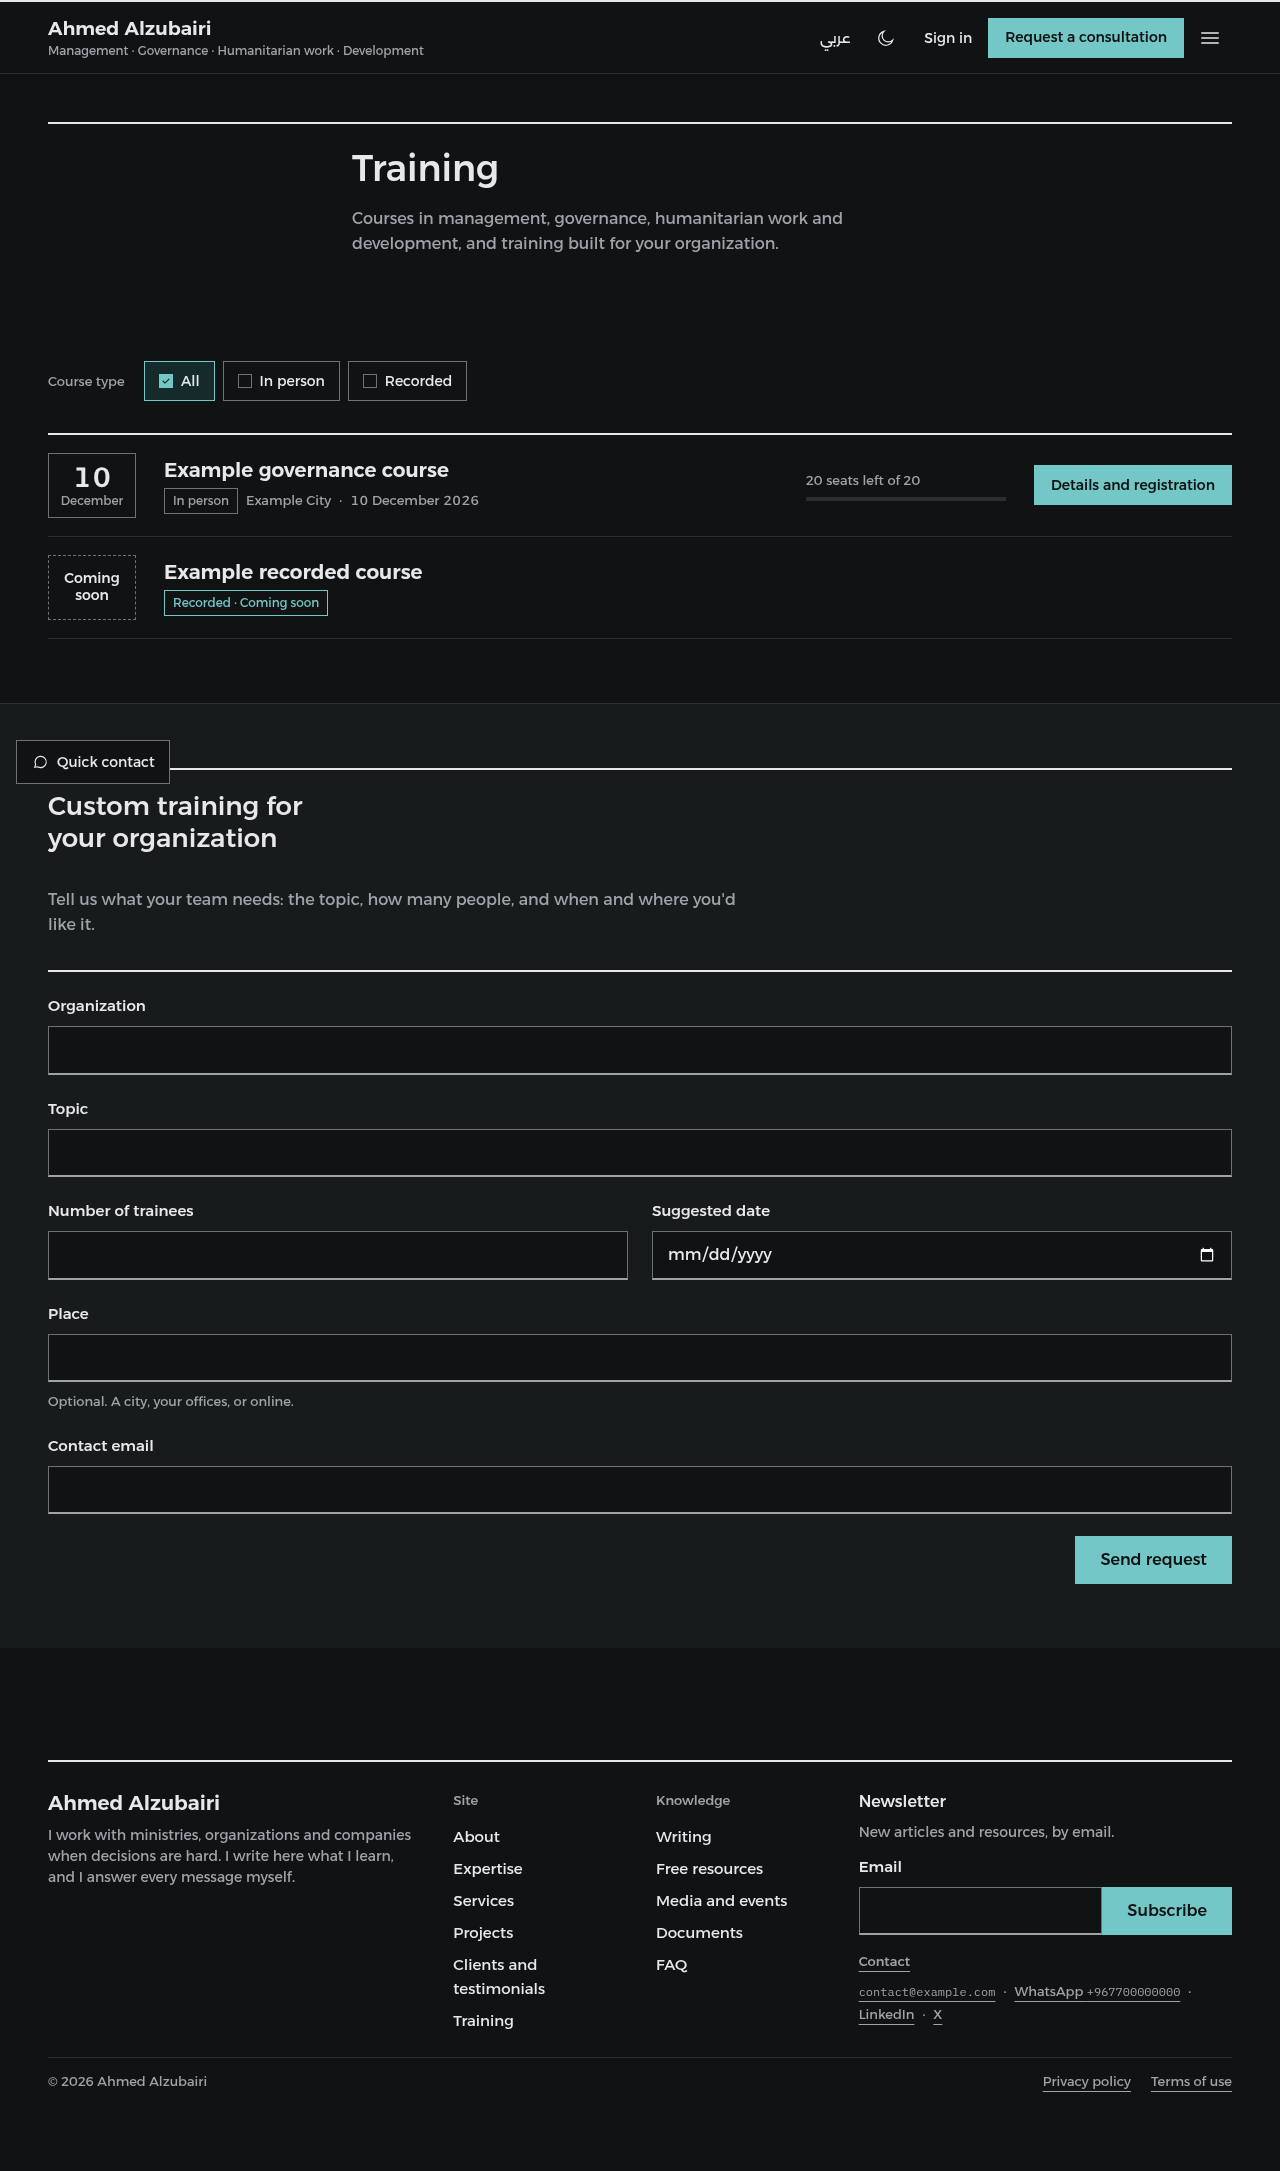 Ahmed Alzubairi
Management · Governance · Humanitarian work · Development
عربي
Sign in
Request a consultation
Training
Courses in management, governance, humanitarian work and
development, and training built for your organization.
Course type
All
In person
Recorded
10
December
Example governance course
In person
Example City · 10 December 2026
20 seats left of 20
Details and registration
Coming
soon
Example recorded course
Recorded · Coming soon
Quick contact
Custom training for
your organization
Tell us what your team needs: the topic, how many people, and when and where you'd
like it.
Organization
Topic
Number of trainees
Suggested date
mm/dd/yyyy
Place
Optional. A city, your offices, or online.
Contact email
Send request
Ahmed Alzubairi
I work with ministries, organizations and companies
when decisions are hard. I write here what I learn,
and I answer every message myself.
Site
About
Expertise
Services
Projects
Clients and
testimonials
Training
Knowledge
Writing
Free resources
Media and events
Documents
FAQ
Newsletter
New articles and resources, by email.
Email
Subscribe
Contact
contact@example.com · WhatsApp +967700000000 ·
LinkedIn · X
© 2026 Ahmed Alzubairi
Privacy policy
Terms of use